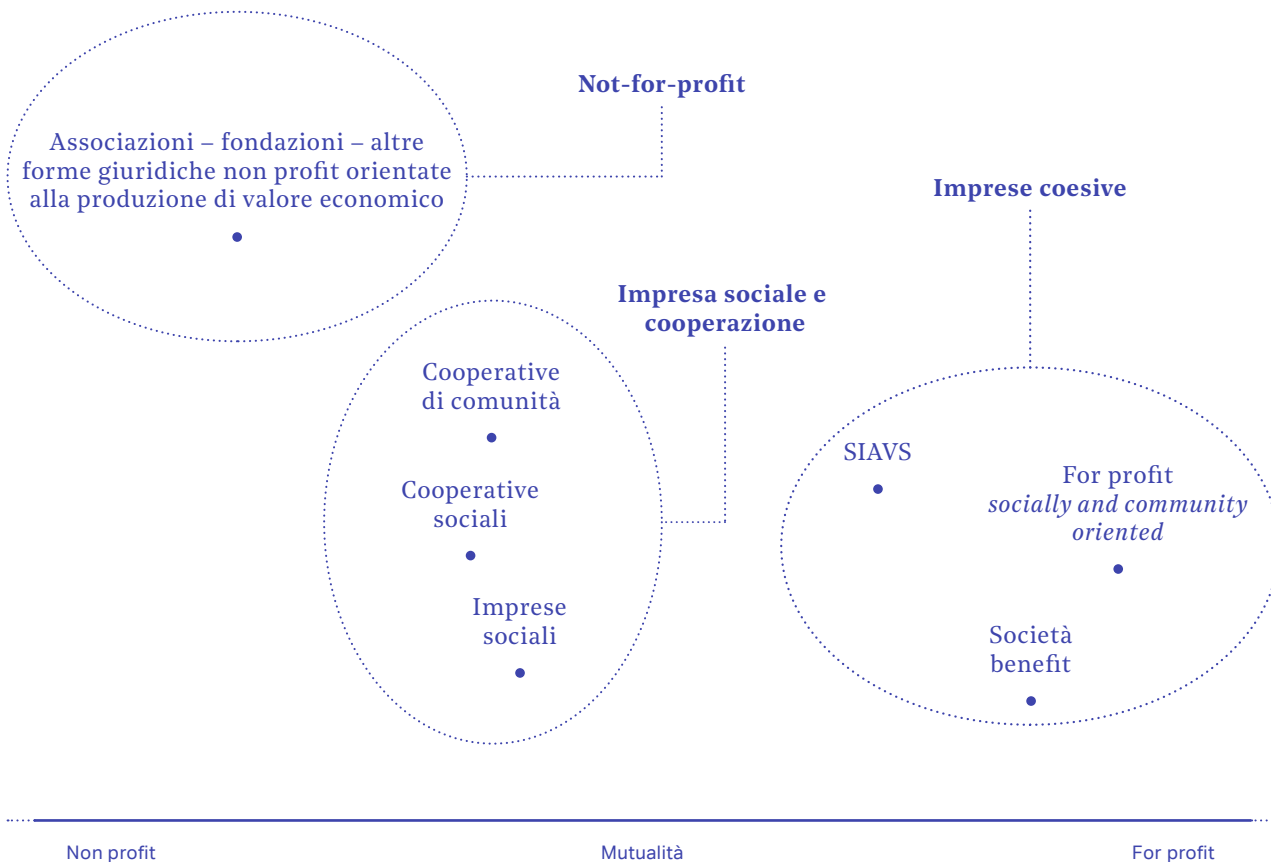 Not-for-profit
Associazioni – fondazioni – altre
forme giuridiche non profit orientate
alla produzione di valore economico
Imprese coesive
Impresa sociale e
cooperazione
Cooperative
di comunità
Cooperative
sociali
Imprese
sociali
SIAVS
For profit
socially and community
oriented
Società
benefit
Non profit
Mutualità
For profit